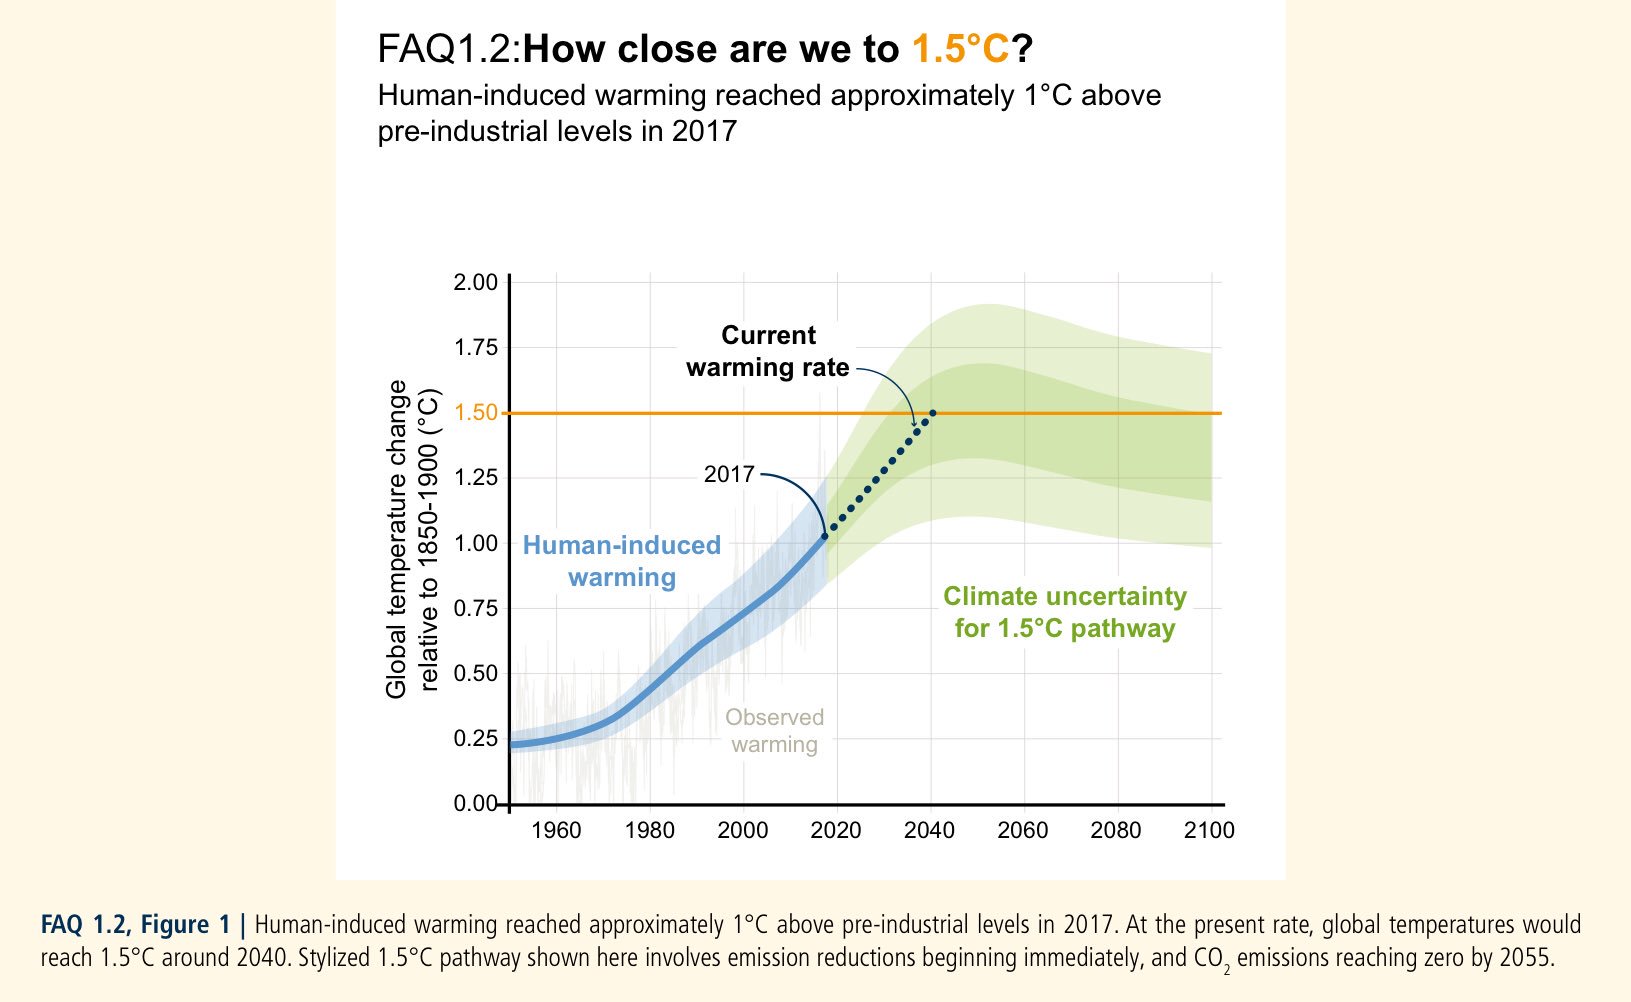 FAQ1.2:How close are we to 1.5°C?
Human-induced warming reached approximately 1°C above
pre-industrial levels in 2017
Global temperature change
relative to 1850-1900 (°C)
2.00
1.75
1.50
1.25
1.00
0.75
0.50
0.25
0.00
Current
warming rate
2017
Human-induced
warming
Climate uncertainty
for 1.5°C pathway
Observed
warming
1960 1980 2000 2020 2040 2060 2080 2100
FAQ 1.2, Figure 1 | Human-induced warming reached approximately 1°C above pre-industrial levels in 2017. At the present rate, global temperatures would
reach 1.5°C around 2040. Stylized 1.5°C pathway shown here involves emission reductions beginning immediately, and CO₂ emissions reaching zero by 2055.